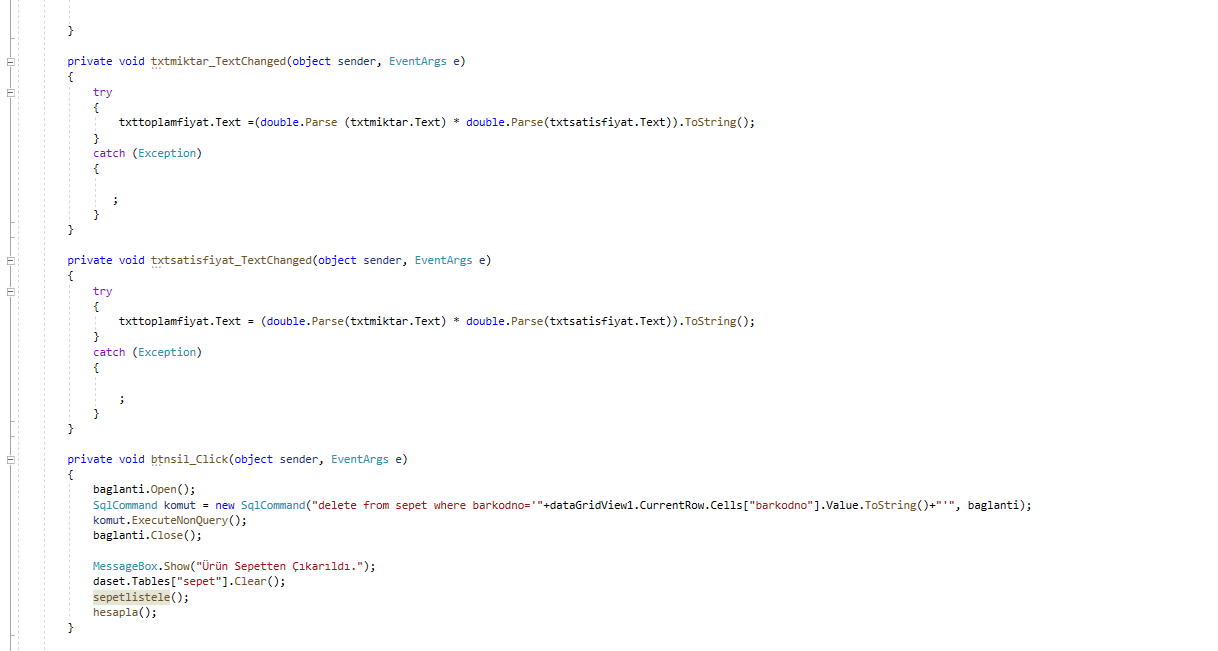 }
private void txtmiktar_TextChanged(object sender, EventArgs e)
{
try
{
txttoplamfiyat.Text =(double.Parse (txtmiktar.Text) * double.Parse(txtsatisfiyat.Text)).ToString();
}
catch (Exception)
{
;
}
}
private void txtsatisfiyat_TextChanged(object sender, EventArgs e)
{
try
{
txttoplamfiyat.Text = (double.Parse(txtmiktar.Text) * double.Parse(txtsatisfiyat.Text)).ToString();
}
catch (Exception)
{
;
}
}
private void btnsil_Click(object sender, EventArgs e)
{
baglanti.Open();
SqlCommand komut = new SqlCommand("delete from sepet where barkodno='"+dataGridView1.CurrentRow.Cells["barkodno"].Value.ToString()+"'", baglanti);
komut.ExecuteNonQuery();
baglanti.Close();
MessageBox.Show("Ürün Sepetten Çıkarıldı.");
daset.Tables["sepet"].Clear();
sepetlistele();
hesapla();
}